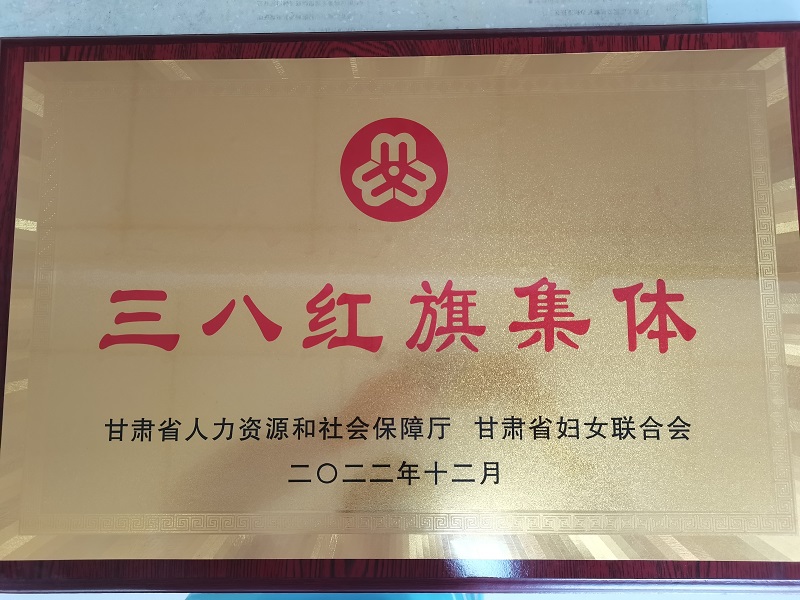 三八红旗集体
甘肃省人力资源和社会保障厅 甘肃省妇女联合会
二〇二二年十二月